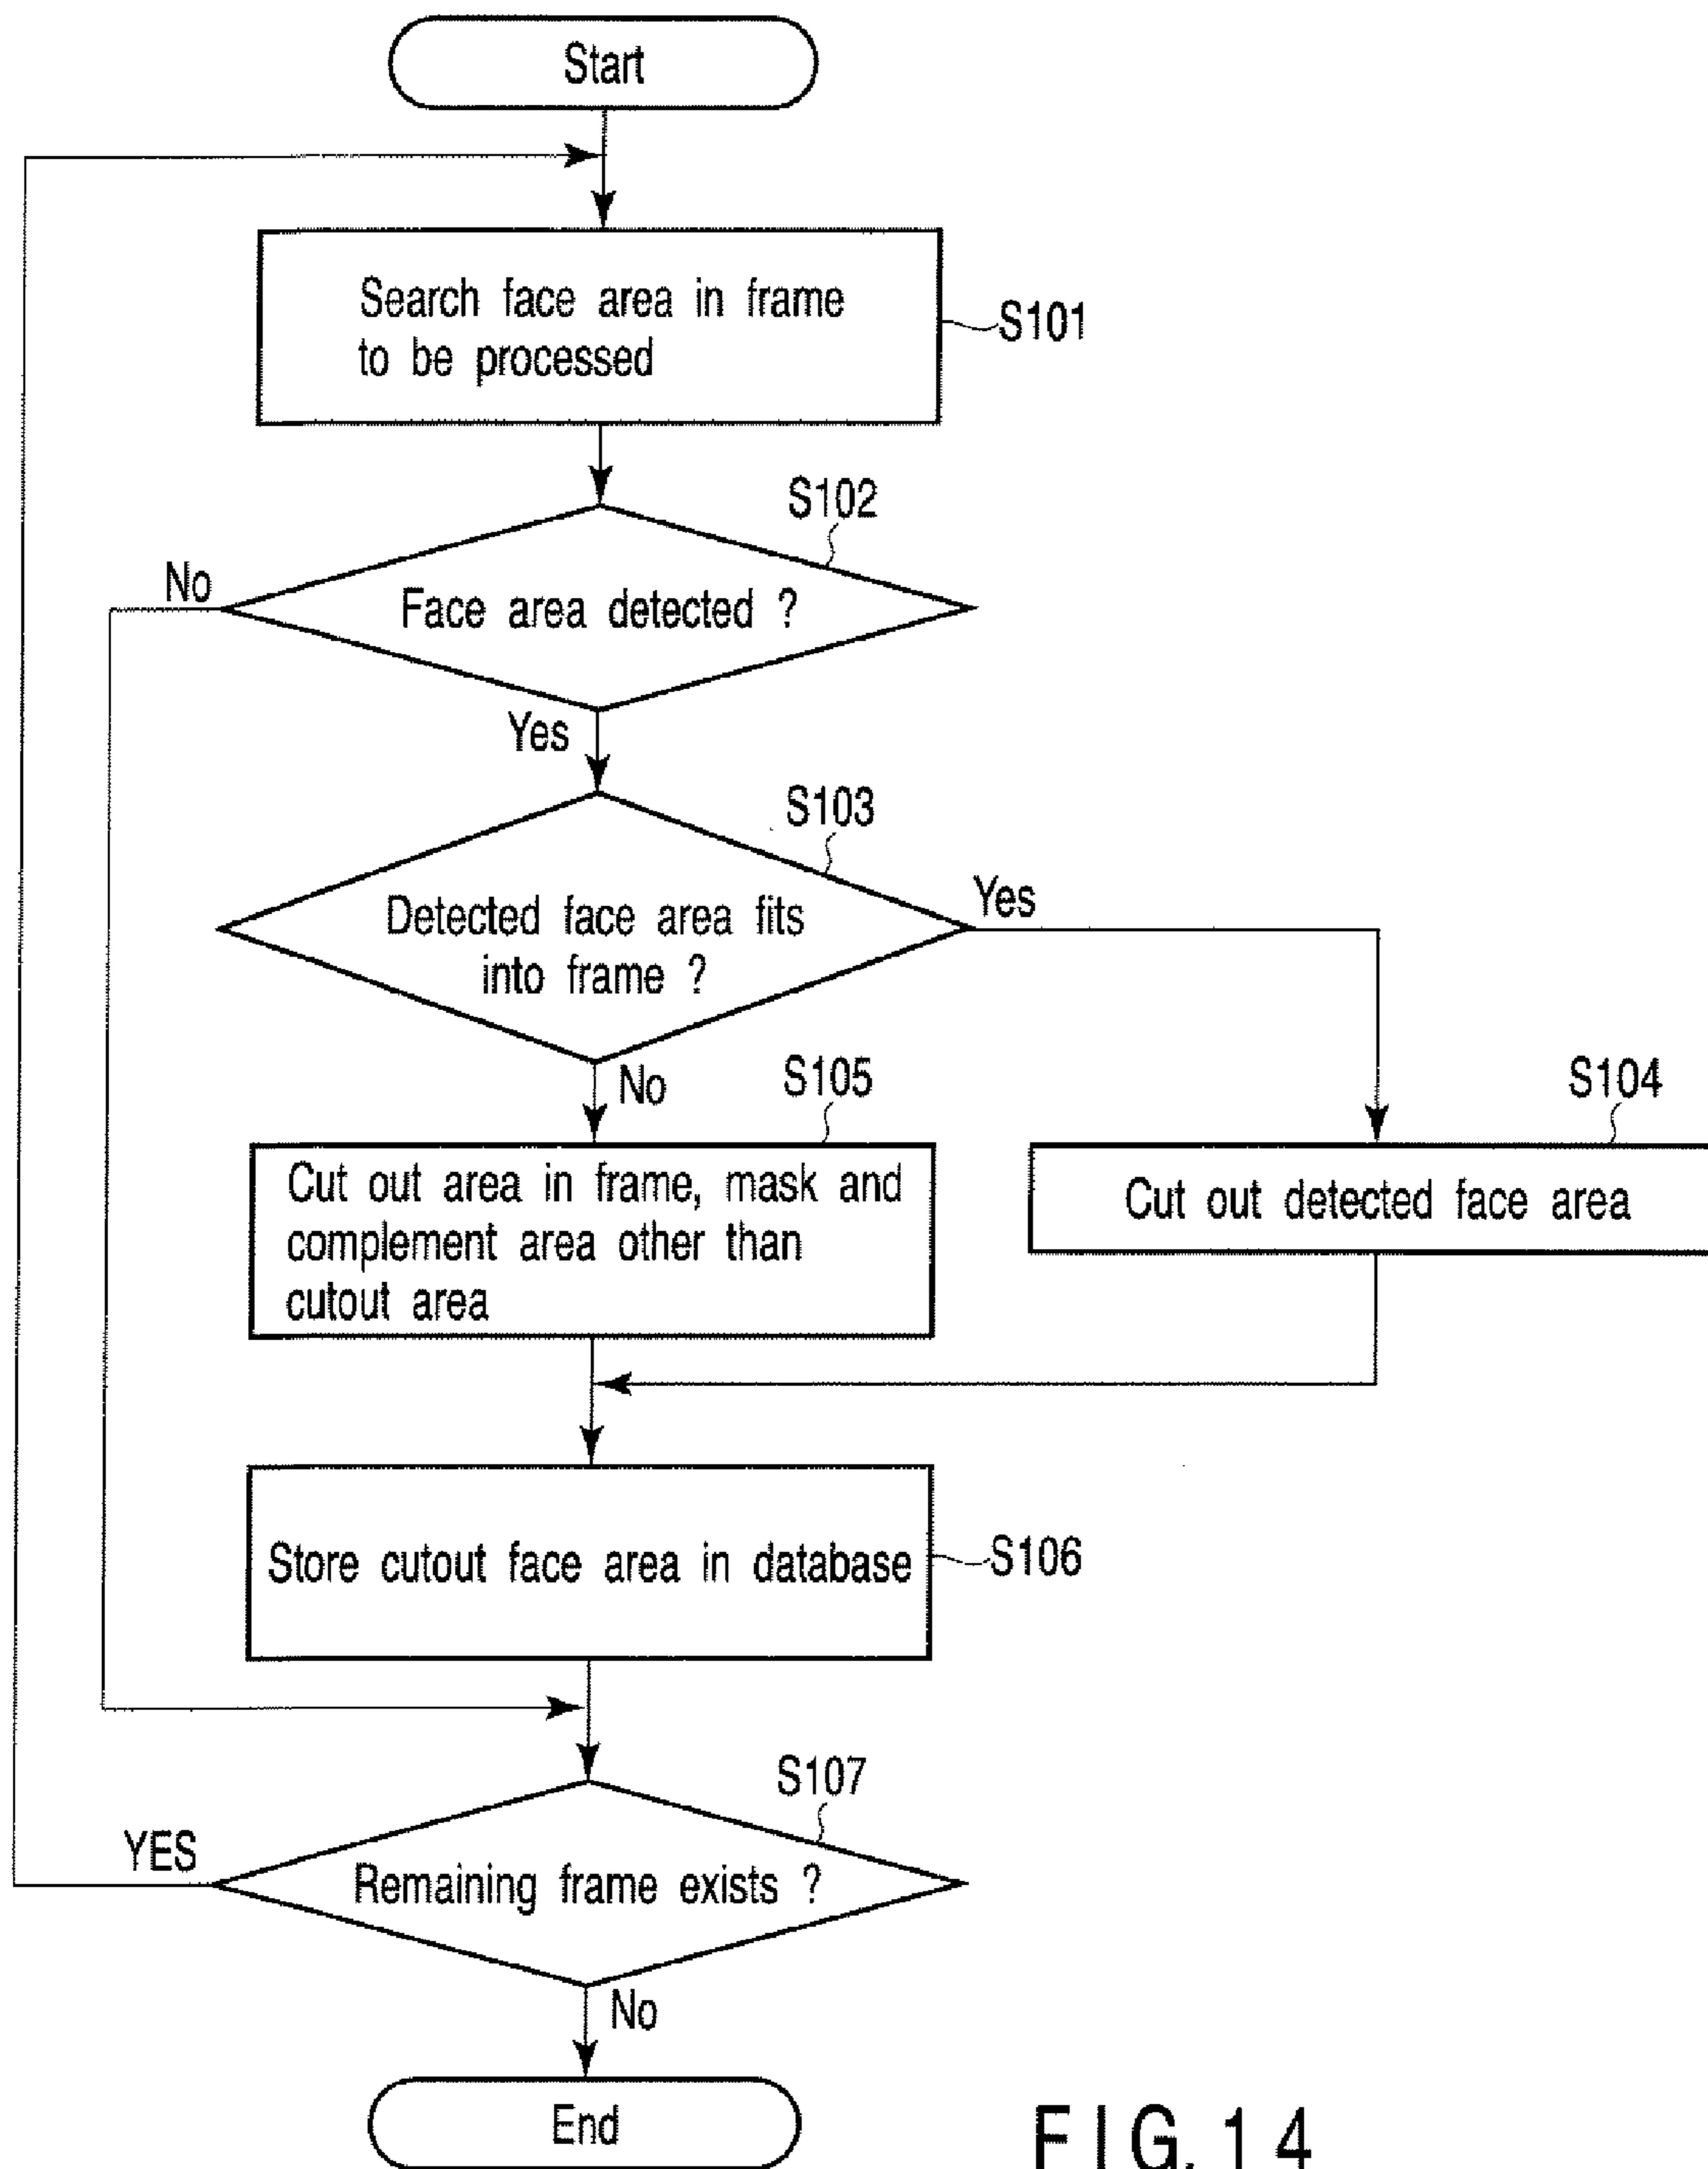 Start
Search face area in frame
to be processed
S101
S102
No
Face area detected ?
Yes
S103
Detected face area fits
into frame ?
Yes
No
S105
S104
Cut out area in frame, mask and
complement area other than
cutout area
Cut out detected face area
Store cutout face area in database
S106
S107
YES
Remaining frame exists ?
No
End
FIG. 14